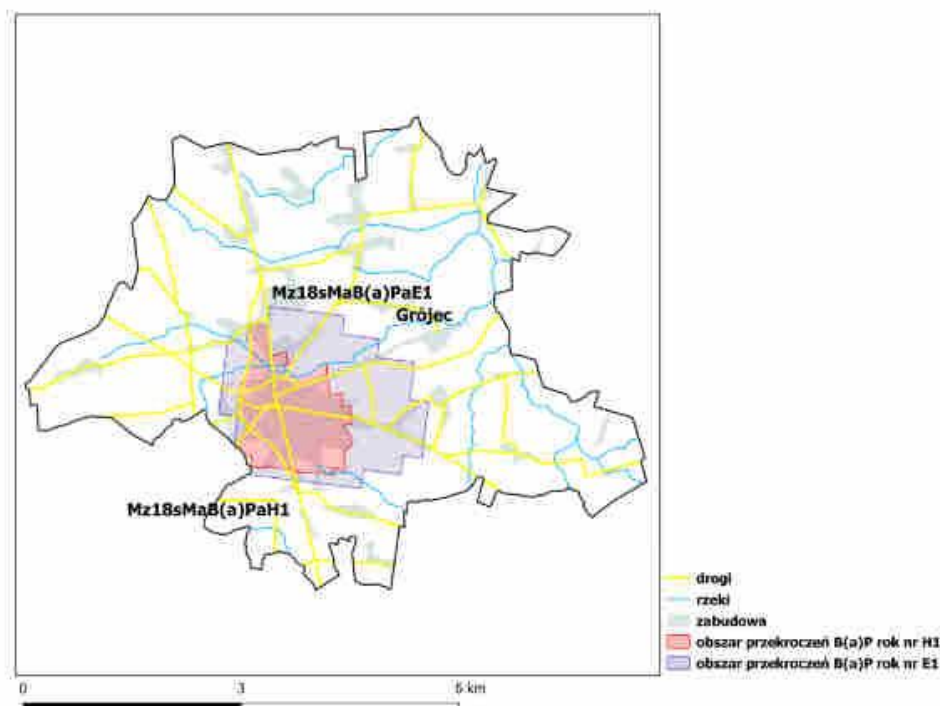 Mz18sMaB(a)PaE1
Grójec
Mz18sMaB(a)PaH1
drogi
rzeki
zabudowa
obszar przekroczeń B(a)P rok nr H1
obszar przekroczeń B(a)P rok nr E1
0 3 6 km